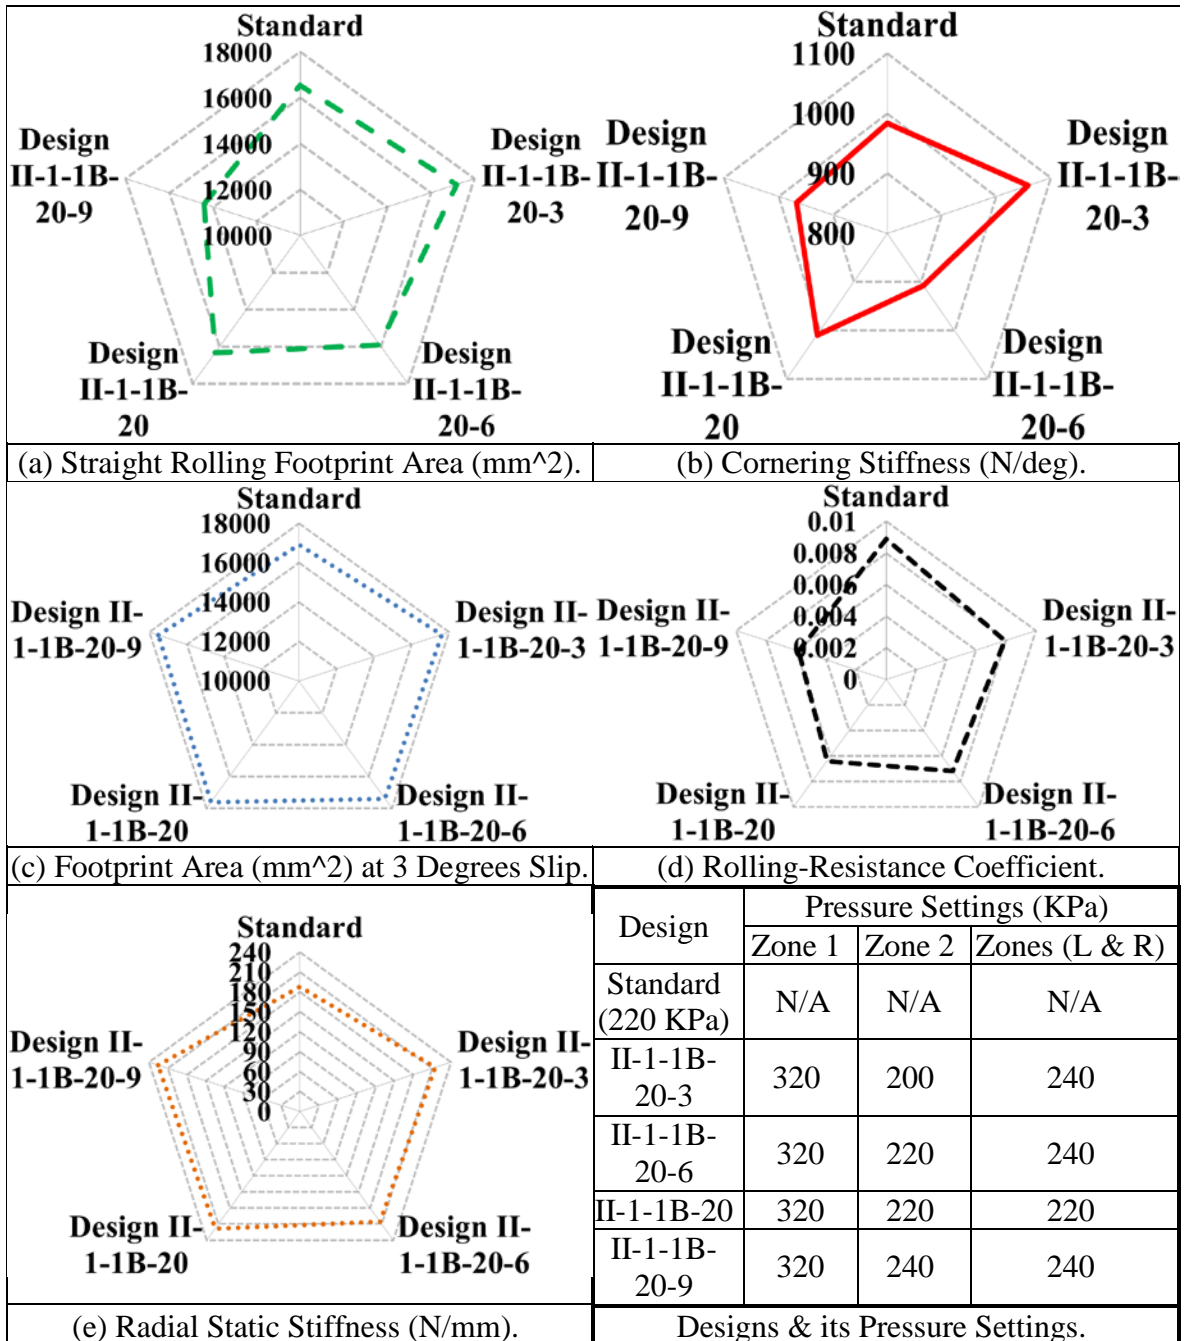 Standard
18000
16000
14000
12000
10000
Design
II-1-1B-
20-3
Design
II-1-1B-
20-6
Design
II-1-1B-
20
Design
II-1-1B-
20-9
(a) Straight Rolling Footprint Area (mm^2).
Standard
1100
1000
900
800
Design
II-1-1B-
20-3
Design
II-1-1B-
20-6
Design
II-1-1B-
20
Design
II-1-1B-
20-9
(b) Cornering Stiffness (N/deg).
Standard
18000
16000
14000
12000
10000
Design II-
1-1B-20-3
Design II-
1-1B-20-6
Design II-
1-1B-20
Design II-
1-1B-20-9
(c) Footprint Area (mm^2) at 3 Degrees Slip.
Standard
0.01
0.008
0.006
0.004
0.002
0
Design II-
1-1B-20-3
Design II-
1-1B-20-6
Design II-
1-1B-20
Design II-
1-1B-20-9
(d) Rolling-Resistance Coefficient.
Standard
240
210
180
150
120
90
60
30
0
Design II-
1-1B-20-3
Design II-
1-1B-20-6
Design II-
1-1B-20
Design II-
1-1B-20-9
(e) Radial Static Stiffness (N/mm).
Design
Pressure Settings (KPa)
Zone 1 Zone 2 Zones (L & R)
Standard
(220 KPa)
N/A N/A N/A
II-1-1B-
20-3
320 200 240
II-1-1B-
20-6
320 220 240
II-1-1B-20 320 220 220
II-1-1B-
20-9
320 240 240
Designs & its Pressure Settings.